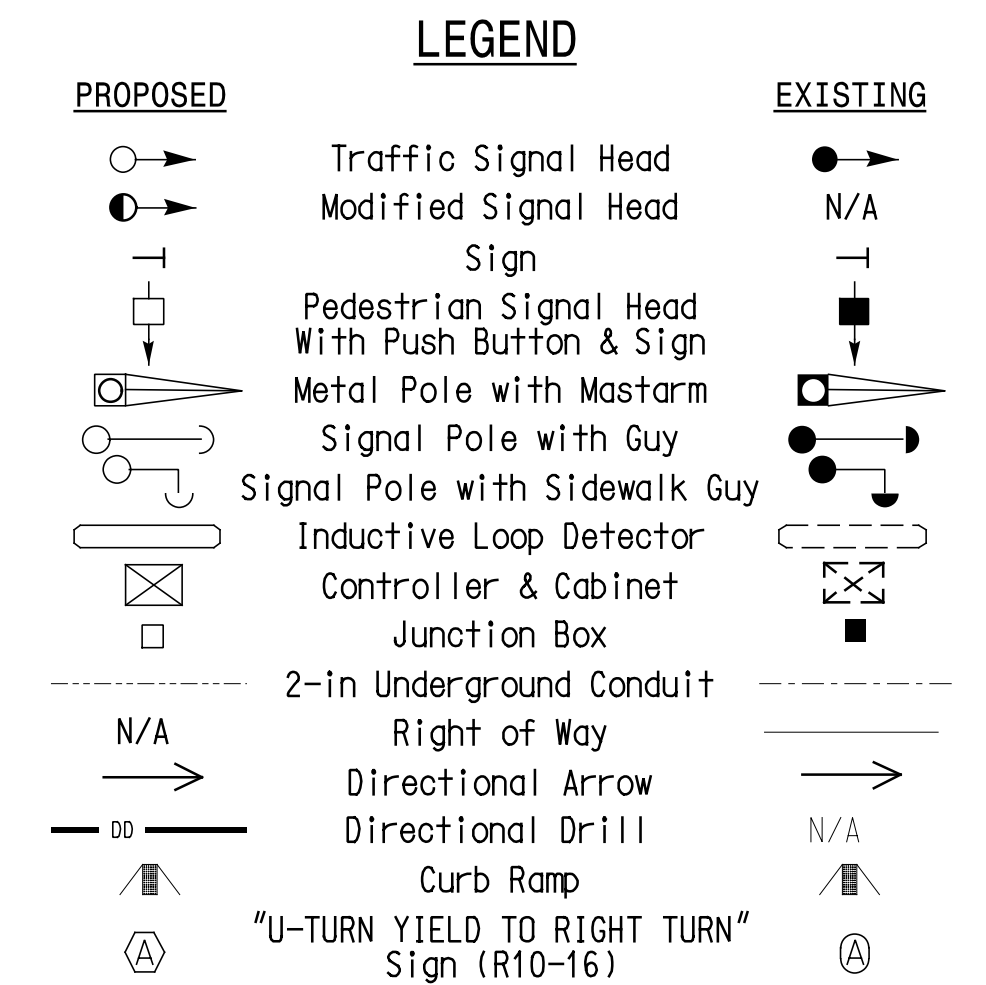 LEGEND
PROPOSED EXISTING
Traffic Signal Head
Modified Signal Head N/A
Sign
Pedestrian Signal Head
With Push Button & Sign
Metal Pole with Mastarm
Signal Pole with Guy
Signal Pole with Sidewalk Guy
Inductive Loop Detector
Controller & Cabinet
Junction Box
2-in Underground Conduit
N/A Right of Way
Directional Arrow
DD Directional Drill N/A
Curb Ramp
"U-TURN YIELD TO RIGHT TURN"
A Sign (R10-16) A